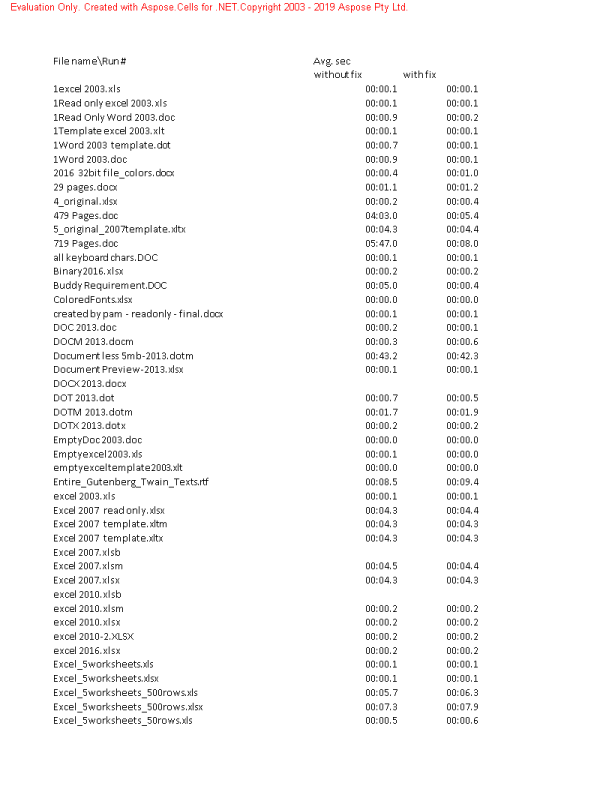 Evaluation Only. Created with Aspose.Cells for .NET.Copyright 2003 - 2019 Aspose Pty Ltd.
File name\Run# Avg. sec
without fix with fix
1excel 2003.xls 00:00.1 00:00.1
1Read only excel 2003.xls 00:00.1 00:00.1
1Read Only Word 2003.doc 00:00.9 00:00.2
1Template excel 2003.xlt 00:00.1 00:00.1
1Word 2003 template.dot 00:00.7 00:00.1
1Word 2003.doc 00:00.9 00:00.1
2016 32bit file_colors.docx 00:00.4 00:01.0
29 pages.docx 00:01.1 00:01.2
4_original.xlsx 00:00.2 00:00.4
479 Pages.doc 04:03.0 00:05.4
5_original_2007template.xltx 00:04.3 00:04.4
719 Pages.doc 05:47.0 00:08.0
all keyboard chars.DOC 00:00.1 00:00.1
Binary2016.xlsx 00:00.2 00:00.2
Buddy Requirement.DOC 00:05.0 00:00.4
ColoredFonts.xlsx 00:00.0 00:00.0
created by pam - readonly - final.docx 00:00.1 00:00.1
DOC 2013.doc 00:00.2 00:00.1
DOCM 2013.docm 00:00.3 00:00.6
Document less 5mb-2013.dotm 00:43.2 00:42.3
Document Preview-2013.xlsx 00:00.1 00:00.1
DOCX 2013.docx
DOT 2013.dot 00:00.7 00:00.5
DOTM 2013.dotm 00:01.7 00:01.9
DOTX 2013.dotx 00:00.2 00:00.2
EmptyDoc 2003.doc 00:00.0 00:00.0
Emptyexcel2003.xls 00:00.1 00:00.0
emptyexceltemplate2003.xlt 00:00.0 00:00.0
Entire_Gutenberg_Twain_Texts.rtf 00:08.5 00:09.4
excel 2003.xls 00:00.1 00:00.1
Excel 2007 read only.xlsx 00:04.3 00:04.4
Excel 2007 template.xltm 00:04.3 00:04.3
Excel 2007 template.xltx 00:04.3 00:04.3
Excel 2007.xlsb
Excel 2007.xlsm 00:04.5 00:04.4
Excel 2007.xlsx 00:04.3 00:04.3
excel 2010.xlsb
excel 2010.xlsm 00:00.2 00:00.2
excel 2010.xlsx 00:00.2 00:00.2
excel 2010-2.XLSX 00:00.2 00:00.2
excel 2016.xlsx 00:00.2 00:00.2
Excel_5worksheets.xls 00:00.1 00:00.1
Excel_5worksheets.xlsx 00:00.1 00:00.1
Excel_5worksheets_500rows.xls 00:05.7 00:06.3
Excel_5worksheets_500rows.xlsx 00:07.3 00:07.9
Excel_5worksheets_50rows.xls 00:00.5 00:00.6